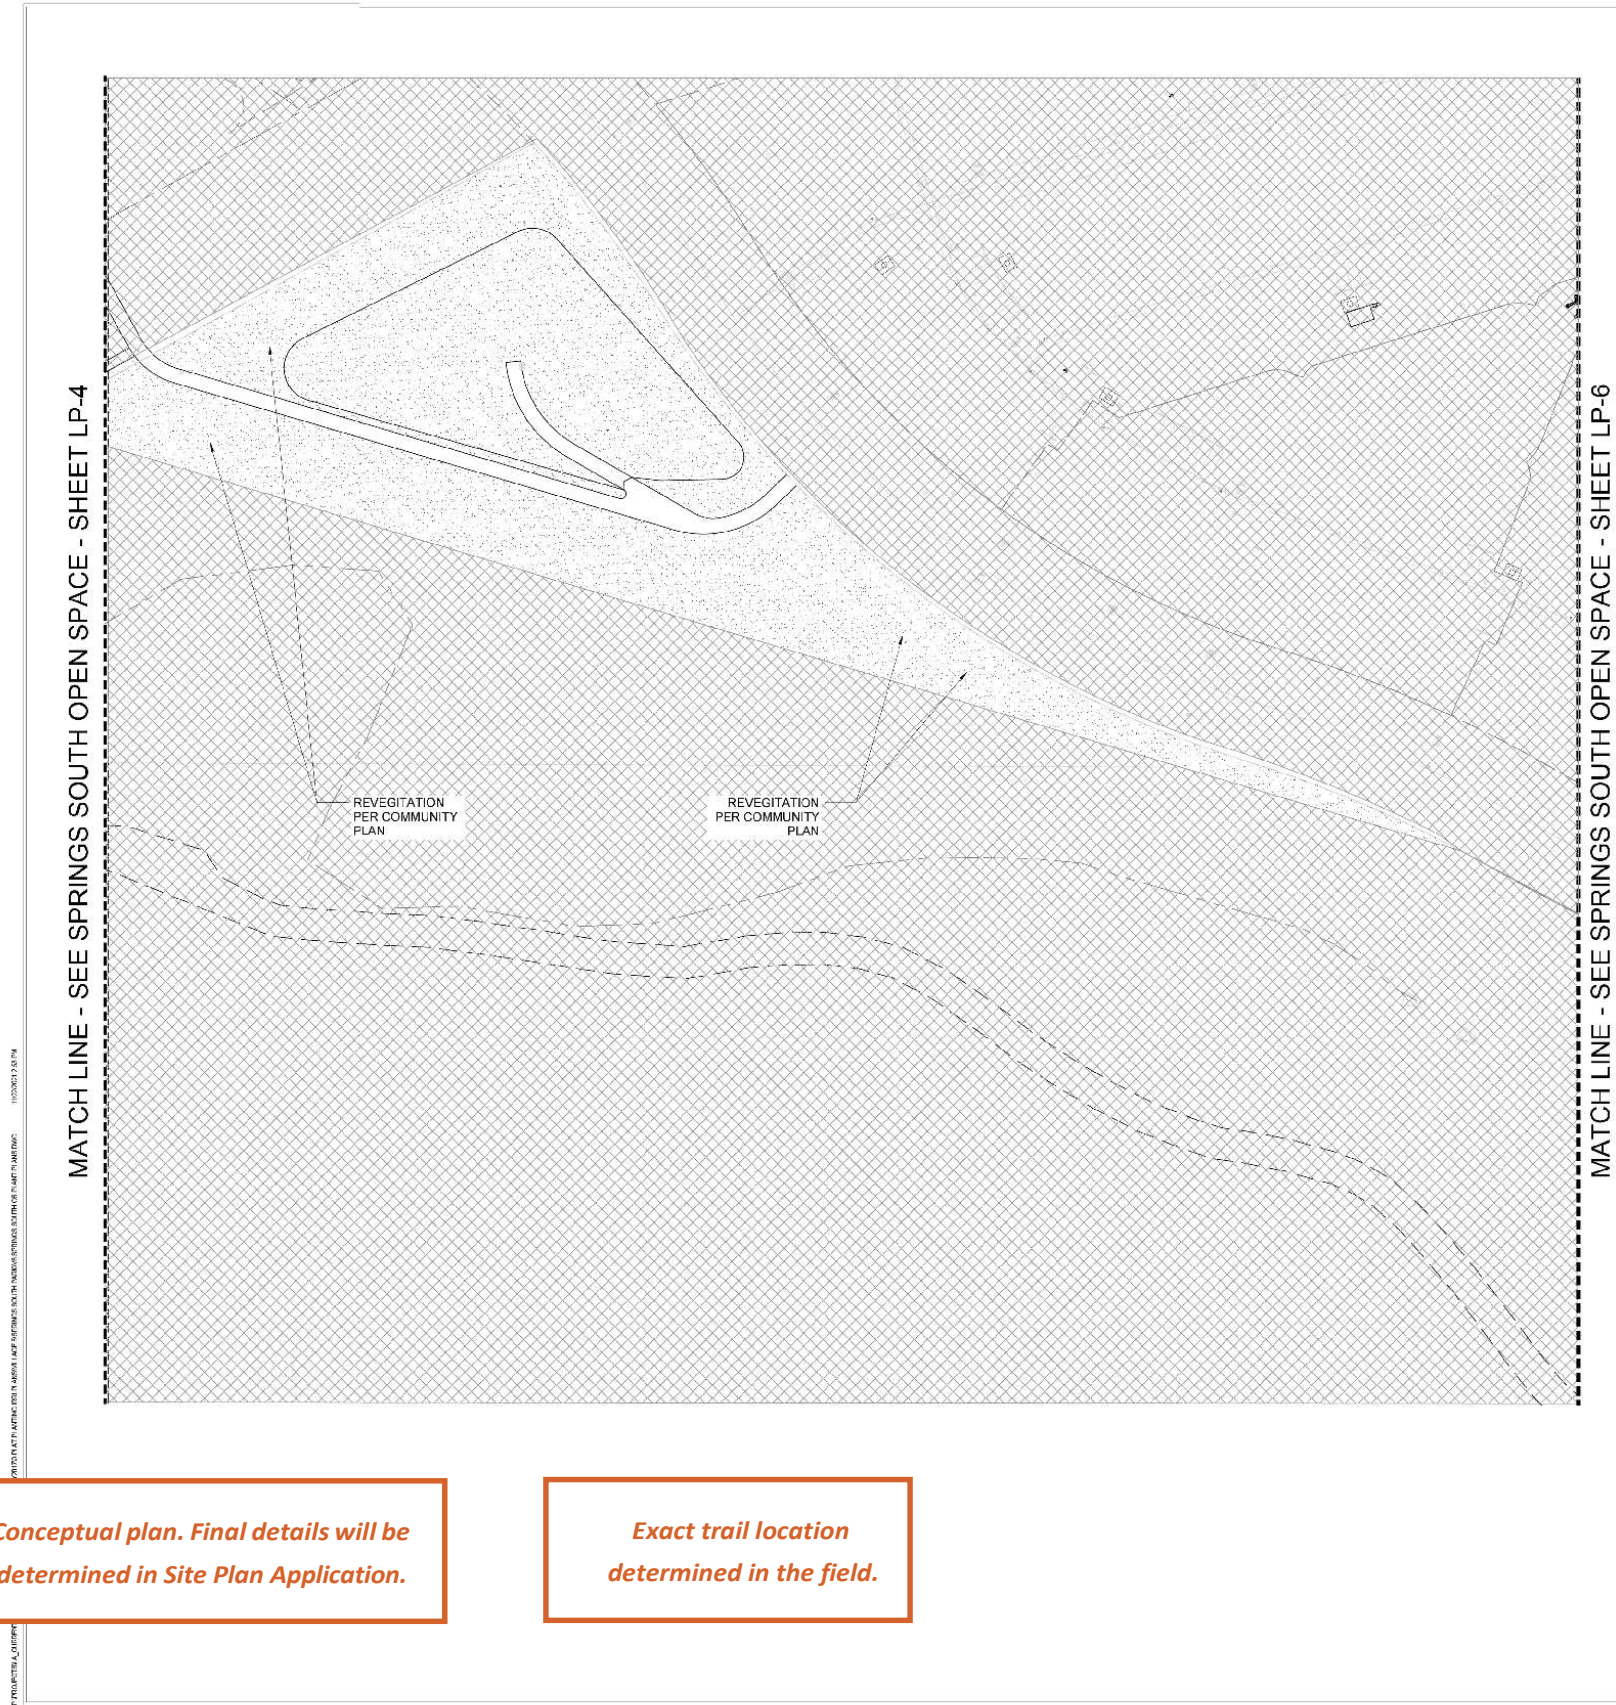 MATCH LINE - SEE SPRINGS SOUTH OPEN SPACE - SHEET LP-4
MATCH LINE - SEE SPRINGS SOUTH OPEN SPACE - SHEET LP-6
REVEGITATION
PER COMMUNITY
PLAN
REVEGITATION
PER COMMUNITY
PLAN
Conceptual plan. Final details will be
determined in Site Plan Application.
Exact trail location
determined in the field.